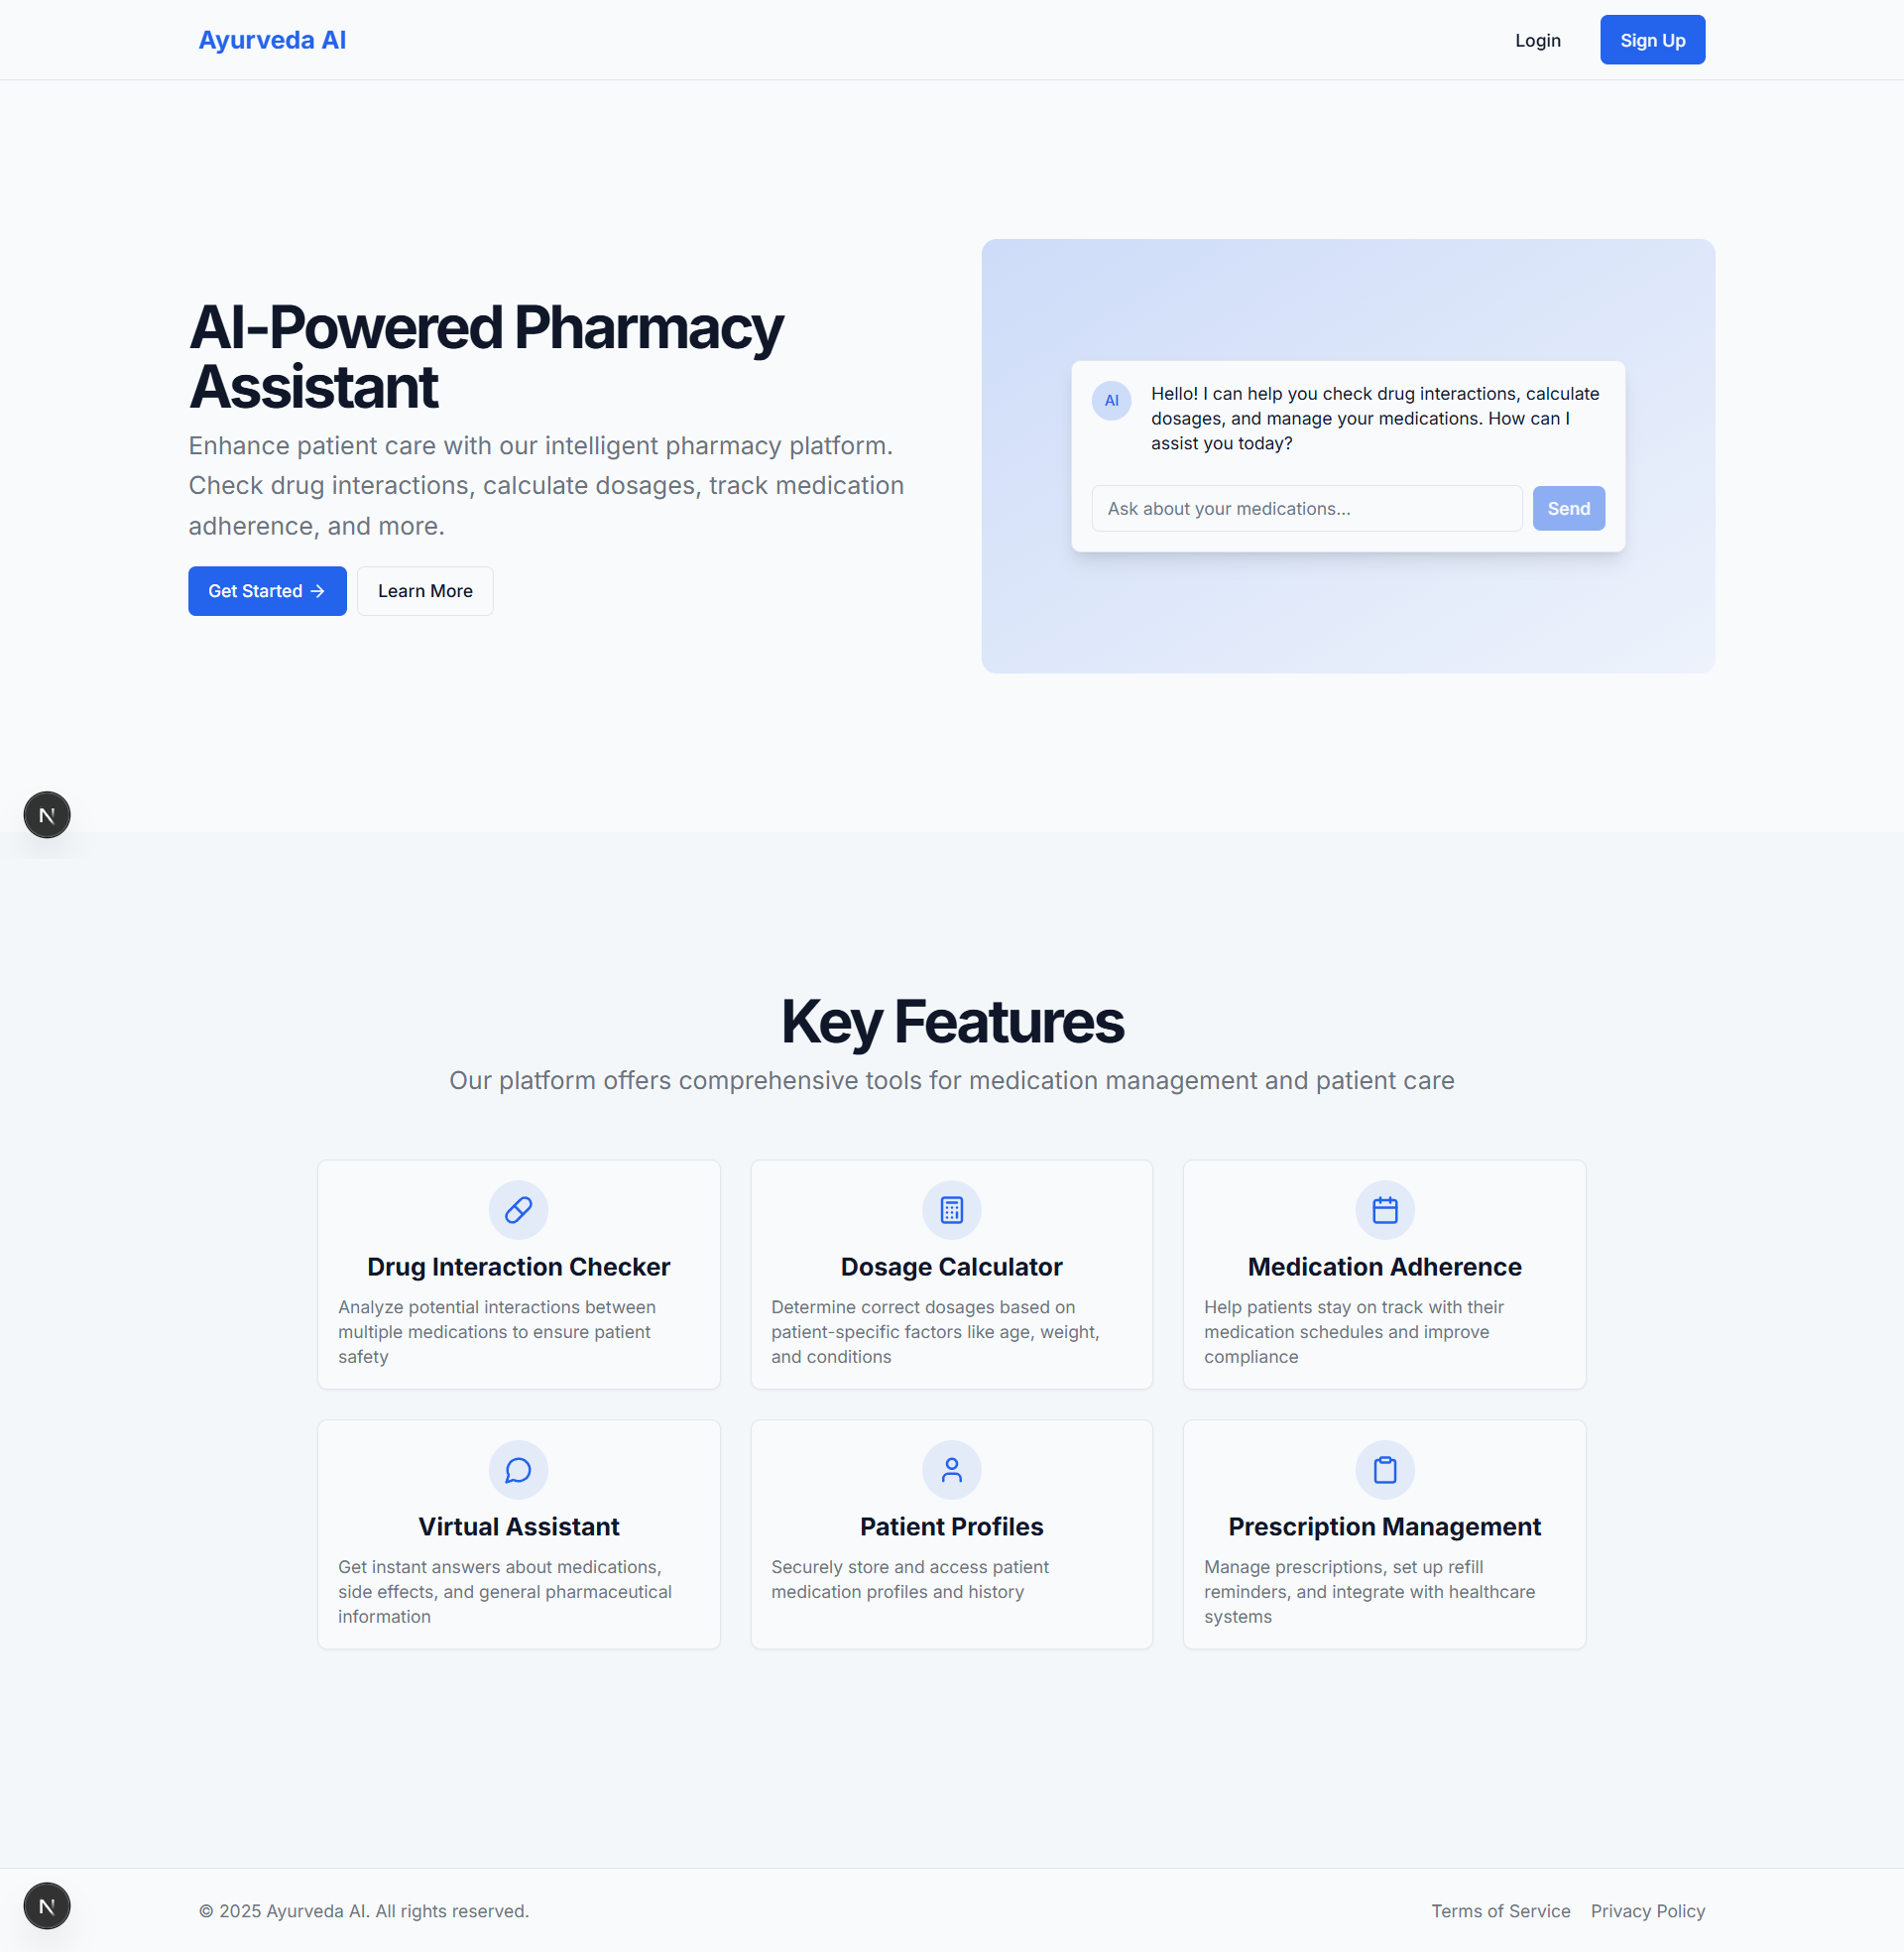 Ayurveda AI
Login
Sign Up
AI-Powered Pharmacy
Assistant
Enhance patient care with our intelligent pharmacy platform.
Check drug interactions, calculate dosages, track medication
adherence, and more.
Get Started →
Learn More
AI
Hello! I can help you check drug interactions, calculate
dosages, and manage your medications. How can I
assist you today?
Ask about your medications...
Send
N
Key Features
Our platform offers comprehensive tools for medication management and patient care
Drug Interaction Checker
Analyze potential interactions between
multiple medications to ensure patient
safety
Dosage Calculator
Determine correct dosages based on
patient-specific factors like age, weight,
and conditions
Medication Adherence
Help patients stay on track with their
medication schedules and improve
compliance
Virtual Assistant
Get instant answers about medications,
side effects, and general pharmaceutical
information
Patient Profiles
Securely store and access patient
medication profiles and history
Prescription Management
Manage prescriptions, set up refill
reminders, and integrate with healthcare
systems
N
© 2025 Ayurveda AI. All rights reserved.
Terms of Service
Privacy Policy